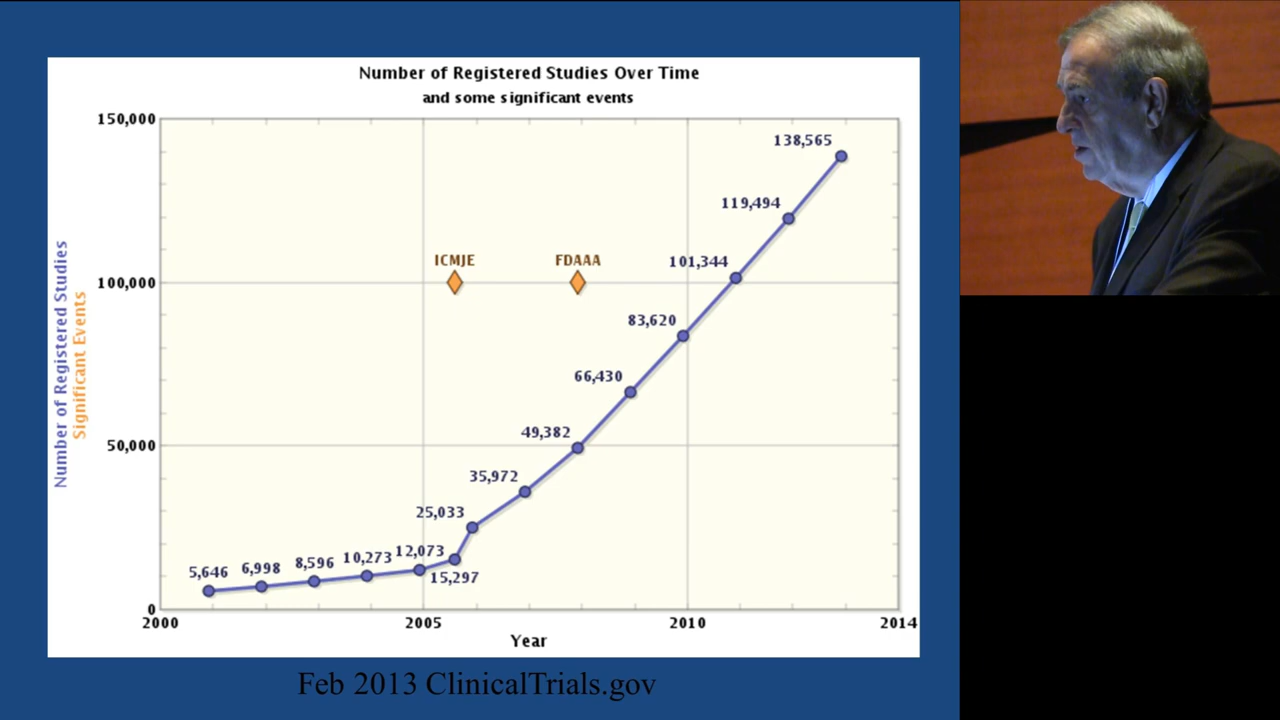 Number of Registered Studies Over Time
and some significant events
150,000
100,000
50,000
0
Number of Registered Studies
Significant Events
ICMJE
FDAAA
5,646
6,998
8,596
10,273
12,073
15,297
25,033
35,972
49,382
66,430
83,620
101,344
119,494
138,565
2000
2005
2010
2014
Year
Feb 2013 ClinicalTrials.gov